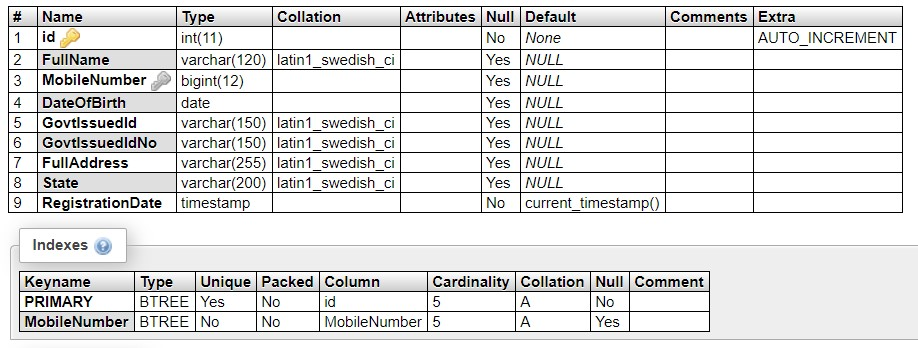 # Name Type Collation Attributes Null Default Comments Extra
1 id int(11) No None AUTO_INCREMENT
2 FullName varchar(120) latin1_swedish_ci Yes NULL
3 MobileNumber bigint(12) Yes NULL
4 DateOfBirth date Yes NULL
5 GovtIssuedId varchar(150) latin1_swedish_ci Yes NULL
6 GovtIssuedIdNo varchar(150) latin1_swedish_ci Yes NULL
7 FullAddress varchar(255) latin1_swedish_ci Yes NULL
8 State varchar(200) latin1_swedish_ci Yes NULL
9 RegistrationDate timestamp No current_timestamp()
Indexes ?
Keyname Type Unique Packed Column Cardinality Collation Null Comment
PRIMARY BTREE Yes No id 5 A No
MobileNumber BTREE No No MobileNumber 5 A Yes